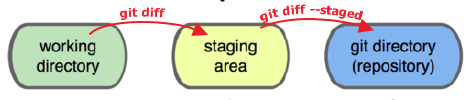 git diff
git diff --staged
working
directory
staging
area
git directory
(repository)